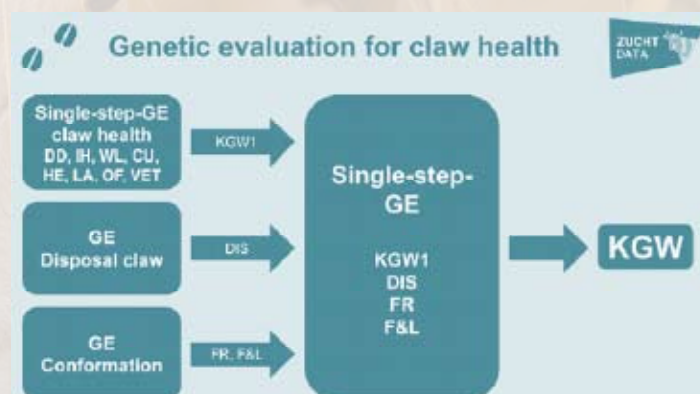 Genetic evaluation for claw health
ZUCHT
DATA
Single-step-GE
claw health
DD, IH, WL, CU,
HE, LA, OF, VET
KGW1
GE
Disposal claw
DIS
GE
Conformation
FR, F&L
Single-step-
GE
KGW1
DIS
FR
F&L
KGW